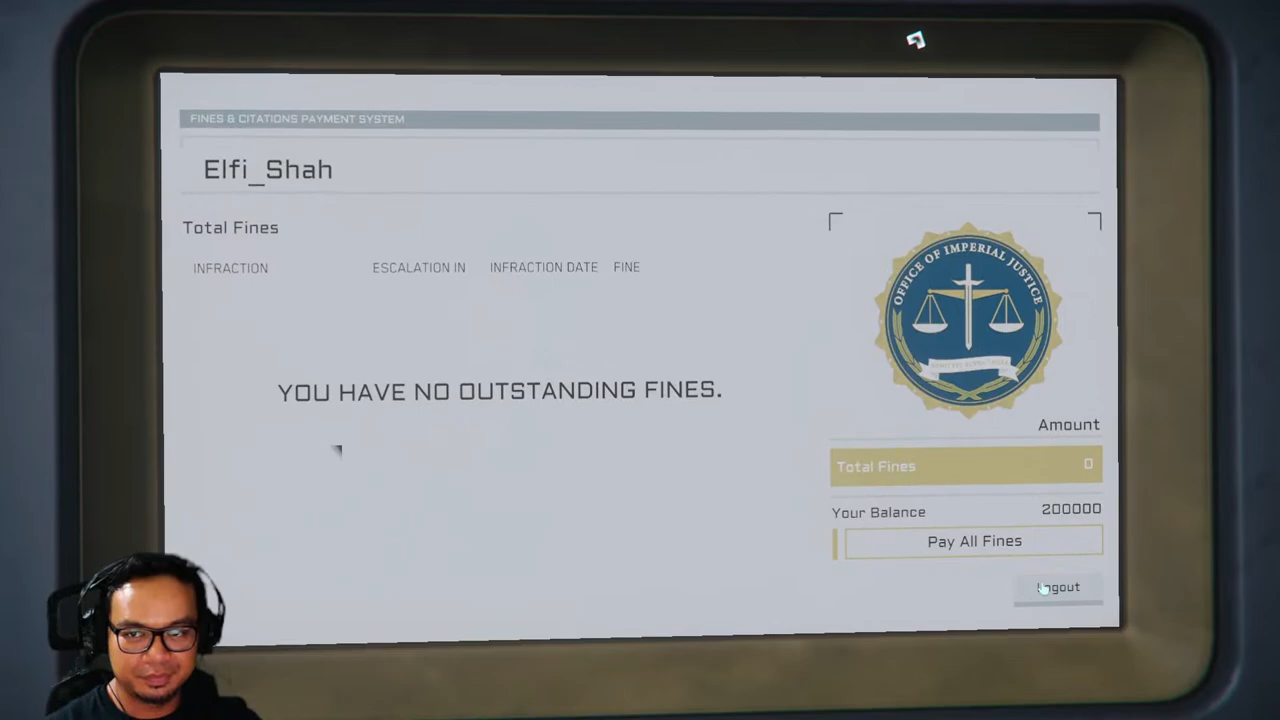 FINES & CITATIONS PAYMENT SYSTEM
Elfi_Shah
Total Fines
INFRACTION ESCALATION IN INFRACTION DATE FINE
YOU HAVE NO OUTSTANDING FINES.
OFFICE OF IMPERIAL JUSTICE
Amount
Total Fines 0
Your Balance 200000
Pay All Fines
Logout